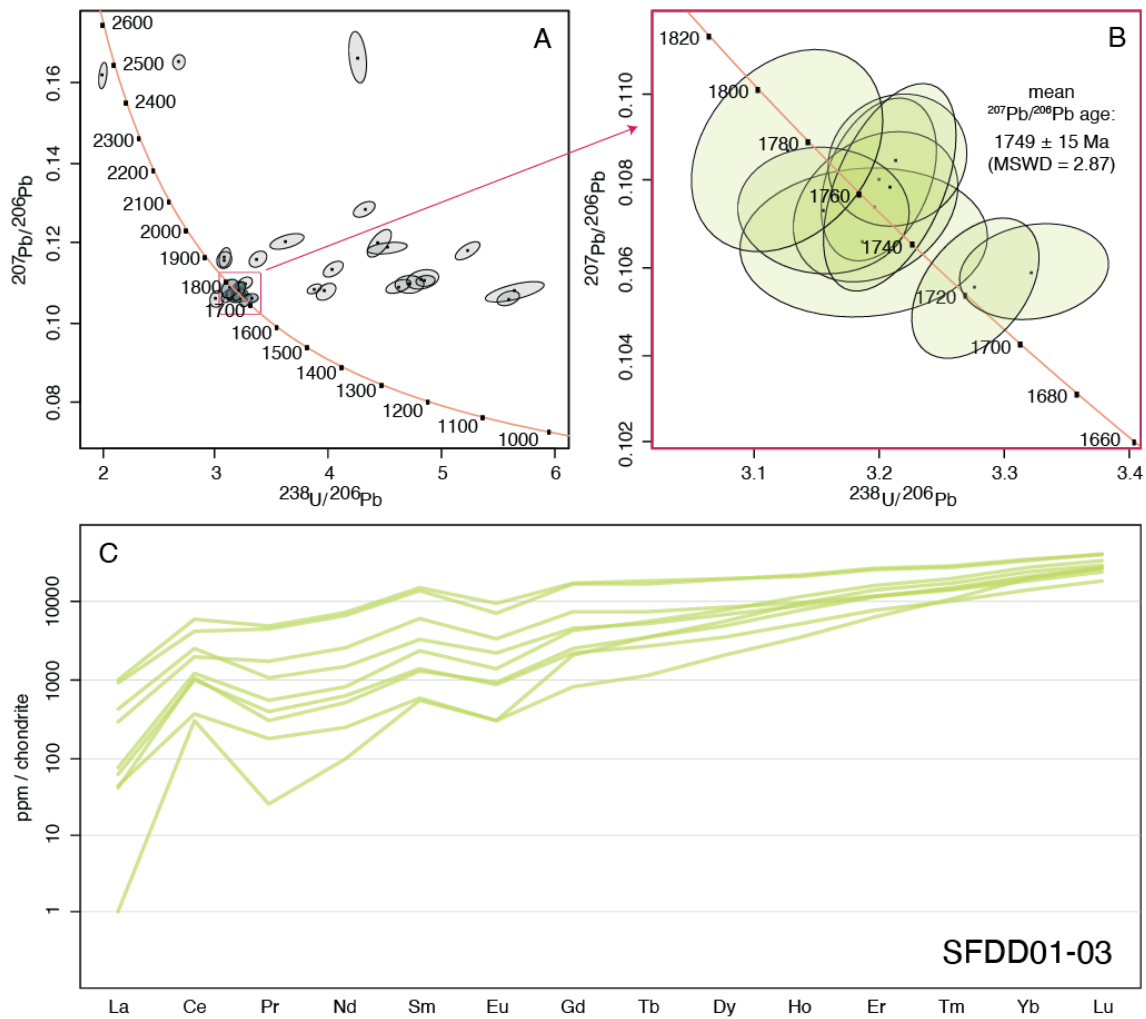 A
2600
2500
2400
2300
2200
2100
2000
1900
1800
1700
1600
1500
1400
1300
1200
1100
1000
0.16
0.14
0.12
0.10
0.08
207Pb/206Pb
2 3 4 5 6
238U/206Pb
B
1820
1800
1780
1760
1740
1720
1700
1680
1660
mean
207Pb/206Pb age:
1749 ± 15 Ma
(MSWD = 2.87)
0.110
0.108
0.106
0.104
0.102
207Pb/206Pb
3.1 3.2 3.3 3.4
238U/206Pb
C
10000
1000
100
10
1
ppm / chondrite
SFDD01-03
La Ce Pr Nd Sm Eu Gd Tb Dy Ho Er Tm Yb Lu